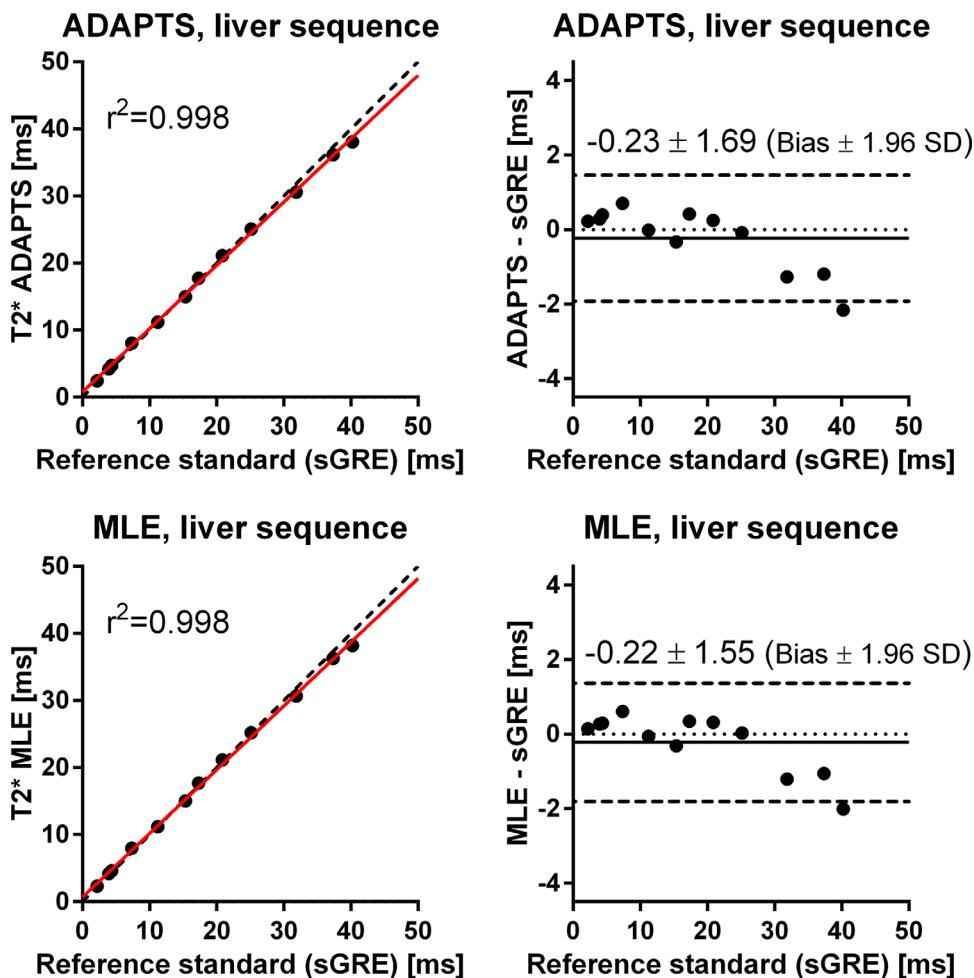 ADAPTS, liver sequence
T2* ADAPTS [ms]
50
40
30
20
10
0
r²=0.998
0 10 20 30 40 50
Reference standard (sGRE) [ms]
ADAPTS, liver sequence
ADAPTS - sGRE [ms]
4
2
0
-2
-4
-0.23 ± 1.69 (Bias ± 1.96 SD)
0 10 20 30 40 50
Reference standard (sGRE) [ms]
MLE, liver sequence
T2* MLE [ms]
50
40
30
20
10
0
r²=0.998
0 10 20 30 40 50
Reference standard (sGRE) [ms]
MLE, liver sequence
MLE - sGRE [ms]
4
2
0
-2
-4
-0.22 ± 1.55 (Bias ± 1.96 SD)
0 10 20 30 40 50
Reference standard (sGRE) [ms]